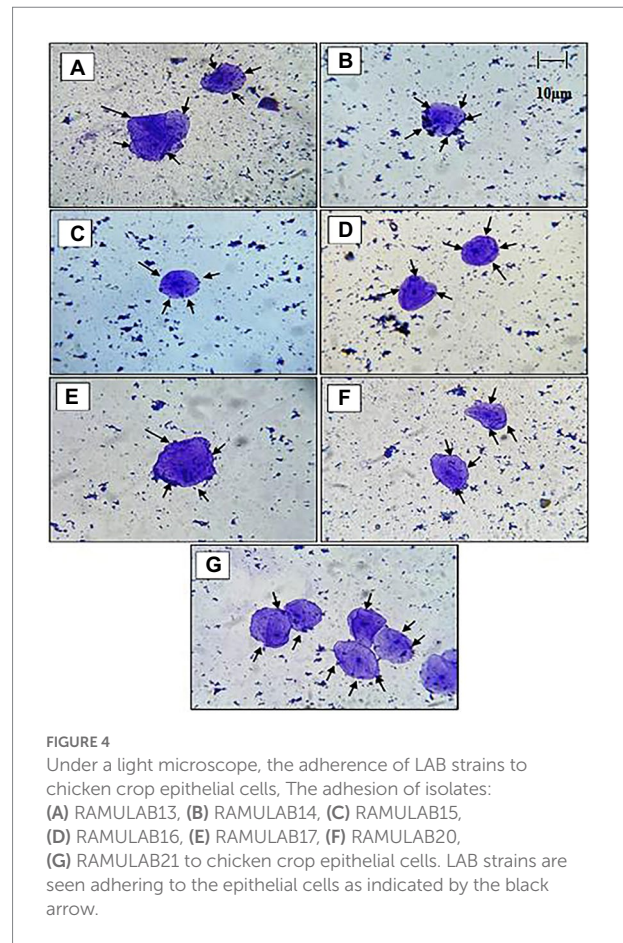 A
B
10µm
C
D
E
F
G
FIGURE 4
Under a light microscope, the adherence of LAB strains to
chicken crop epithelial cells, The adhesion of isolates:
(A) RAMULAB13, (B) RAMULAB14, (C) RAMULAB15,
(D) RAMULAB16, (E) RAMULAB17, (F) RAMULAB20,
(G) RAMULAB21 to chicken crop epithelial cells. LAB strains are
seen adhering to the epithelial cells as indicated by the black
arrow.